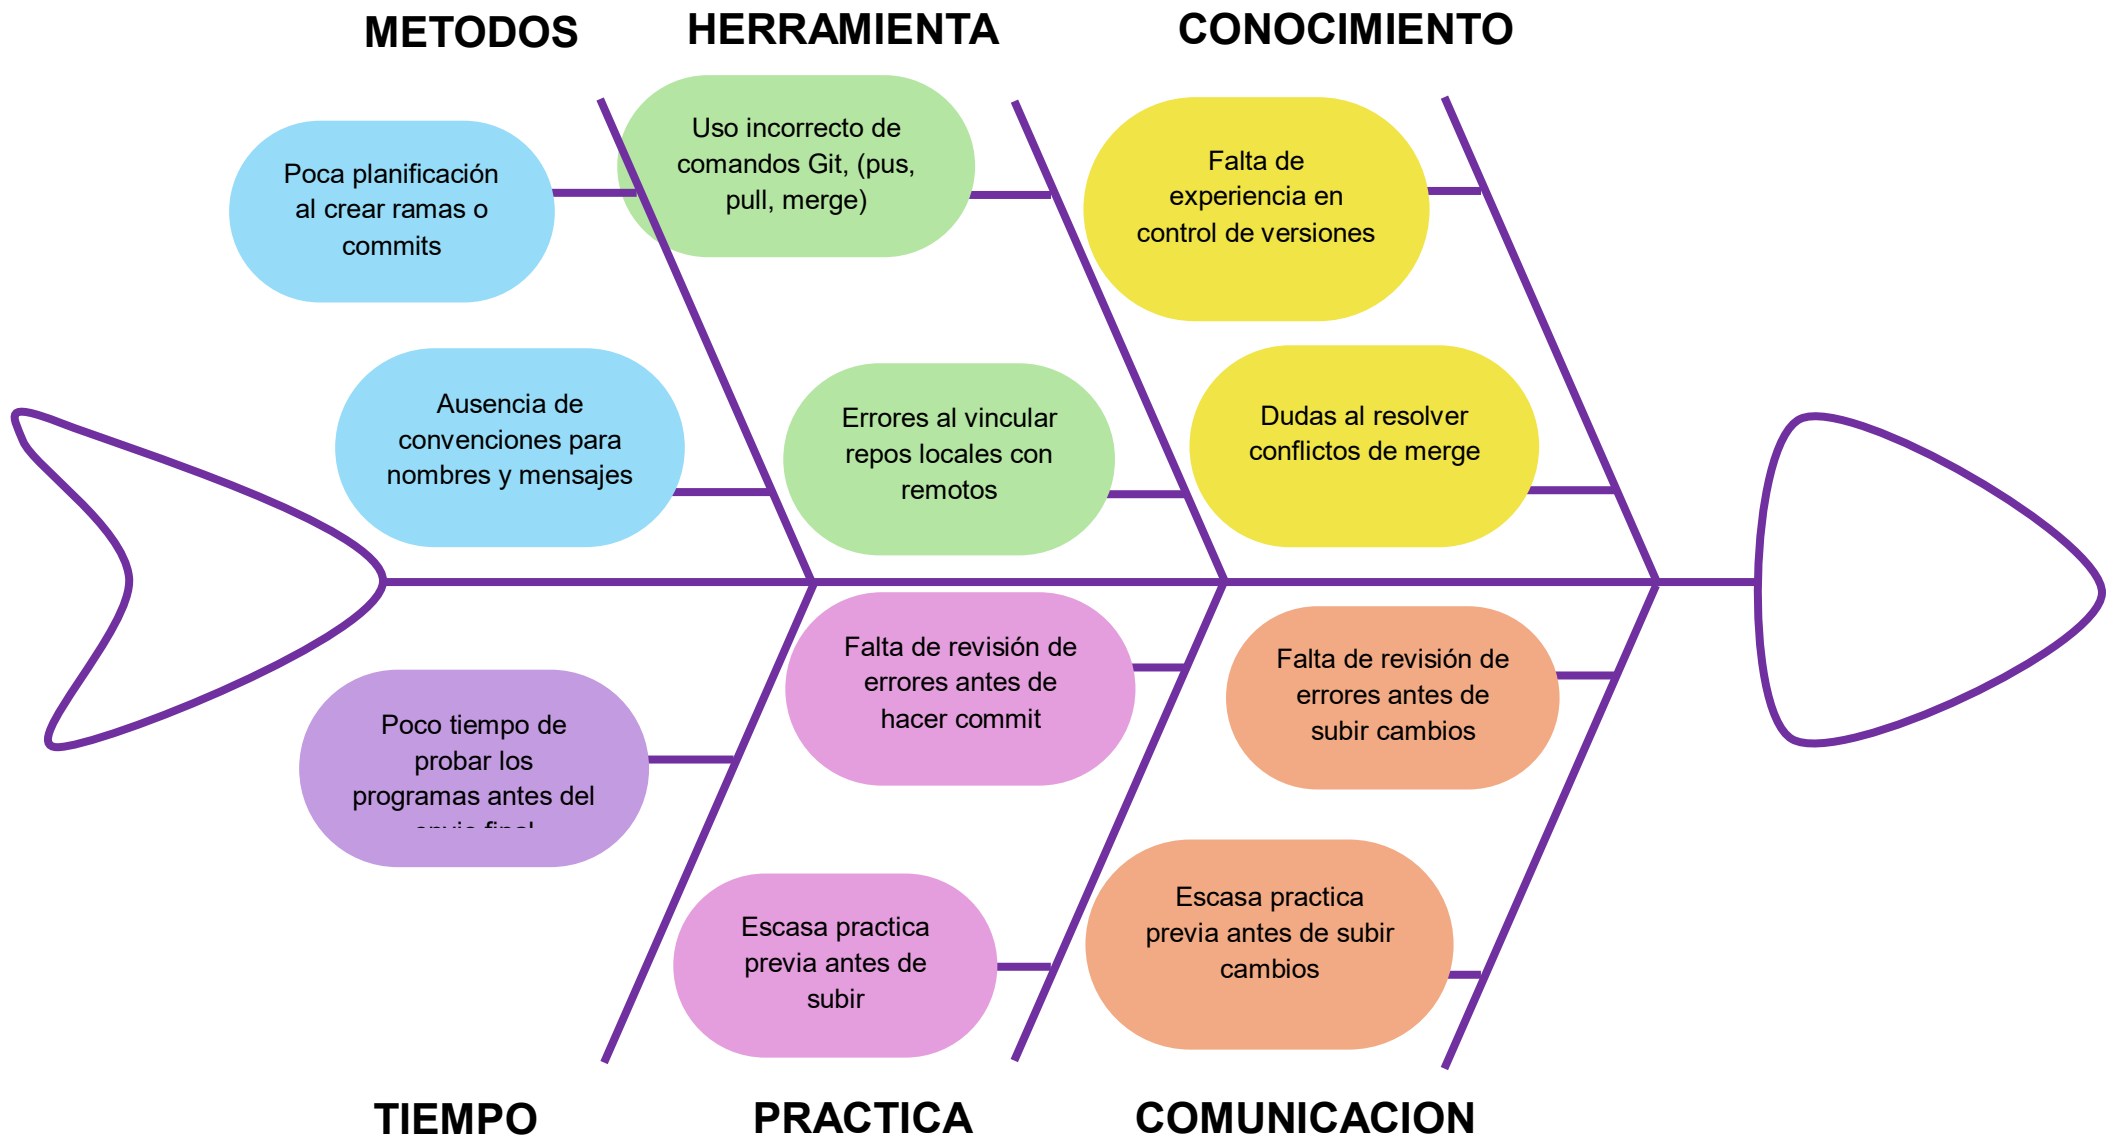 METODOS
HERRAMIENTA
CONOCIMIENTO
Poca planificación
al crear ramas o
commits
Uso incorrecto de
comandos Git, (pus,
pull, merge)
Falta de
experiencia en
control de versiones
Ausencia de
convenciones para
nombres y mensajes
Errores al vincular
repos locales con
remotos
Dudas al resolver
conflictos de merge
Poco tiempo de
probar los
programas antes del
envio final
Falta de revisión de
errores antes de
hacer commit
Falta de revisión de
errores antes de
subir cambios
Escasa practica
previa antes de
subir
Escasa practica
previa antes de subir
cambios
TIEMPO
PRACTICA
COMUNICACION